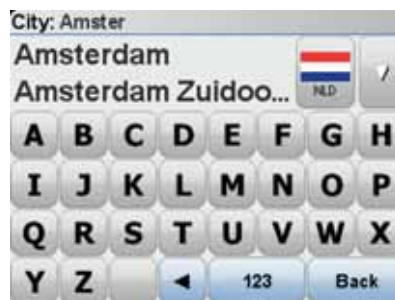 City: Amster
Amsterdam
Amsterdam Zuidoo...
NLD
A B C D E F G H
I J K L M N O P
Q R S T U V W X
Y Z 123 Back